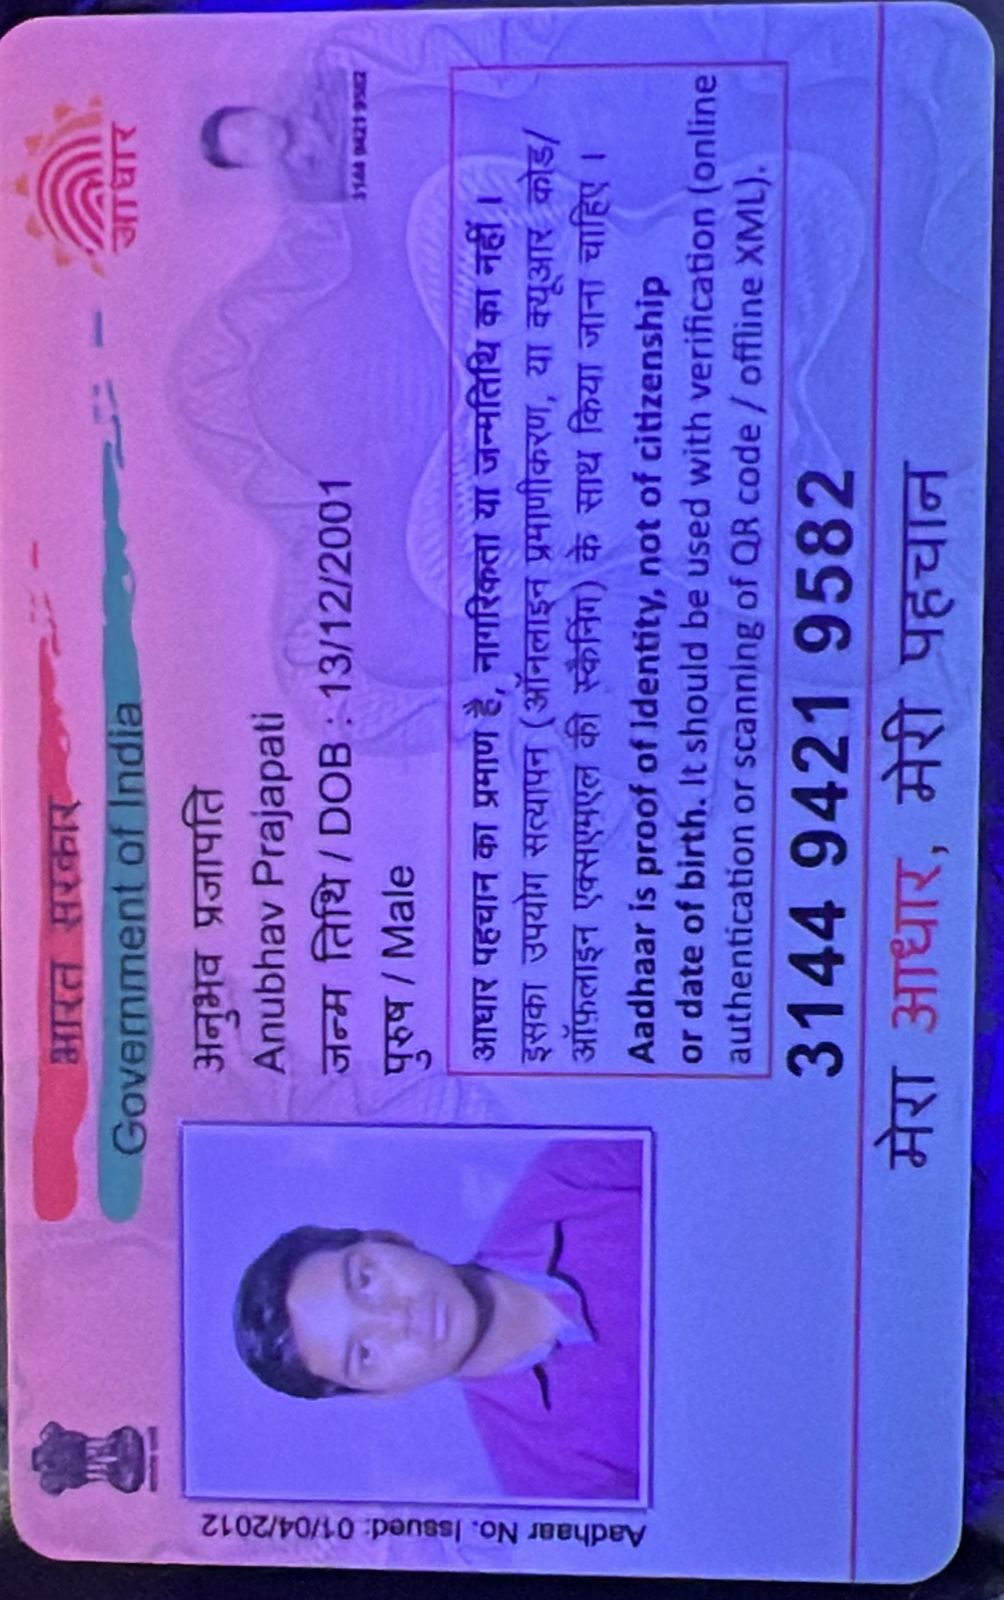 भारत सरकार
Government of India
आधार
अनुभव प्रजापति
Anubhav Prajapati
जन्म तिथि / DOB : 13/12/2001
पुरुष / Male
3144 9421 9582
आधार पहचान का प्रमाण है, नागरिकता या जन्मतिथि का नहीं ।
इसका उपयोग सत्यापन (ऑनलाइन प्रमाणीकरण, या क्यूआर कोड/
ऑफ़लाइन एक्सएमएल की स्कैनिंग) के साथ किया जाना चाहिए ।
Aadhaar is proof of identity, not of citizenship
or date of birth. It should be used with verification (online
authentication or scanning of QR code / offline XML).
Aadhaar No. Issued: 01/04/2012
3144 9421 9582
मेरा आधार, मेरी पहचान